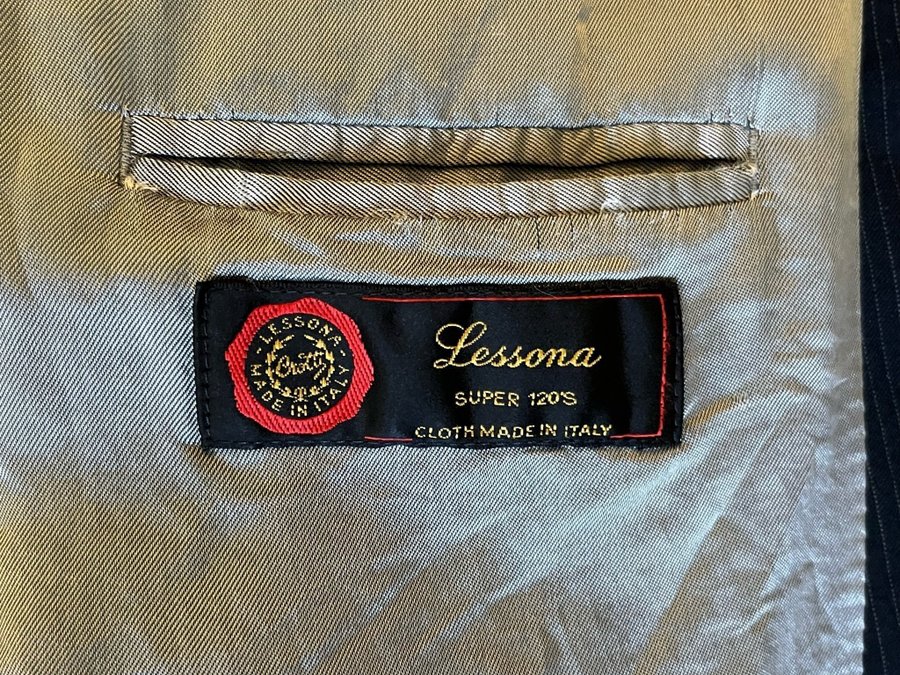 LESSONA
Crotti
MADE IN ITALY
Lessona
SUPER 120'S
CLOTH MADE IN ITALY